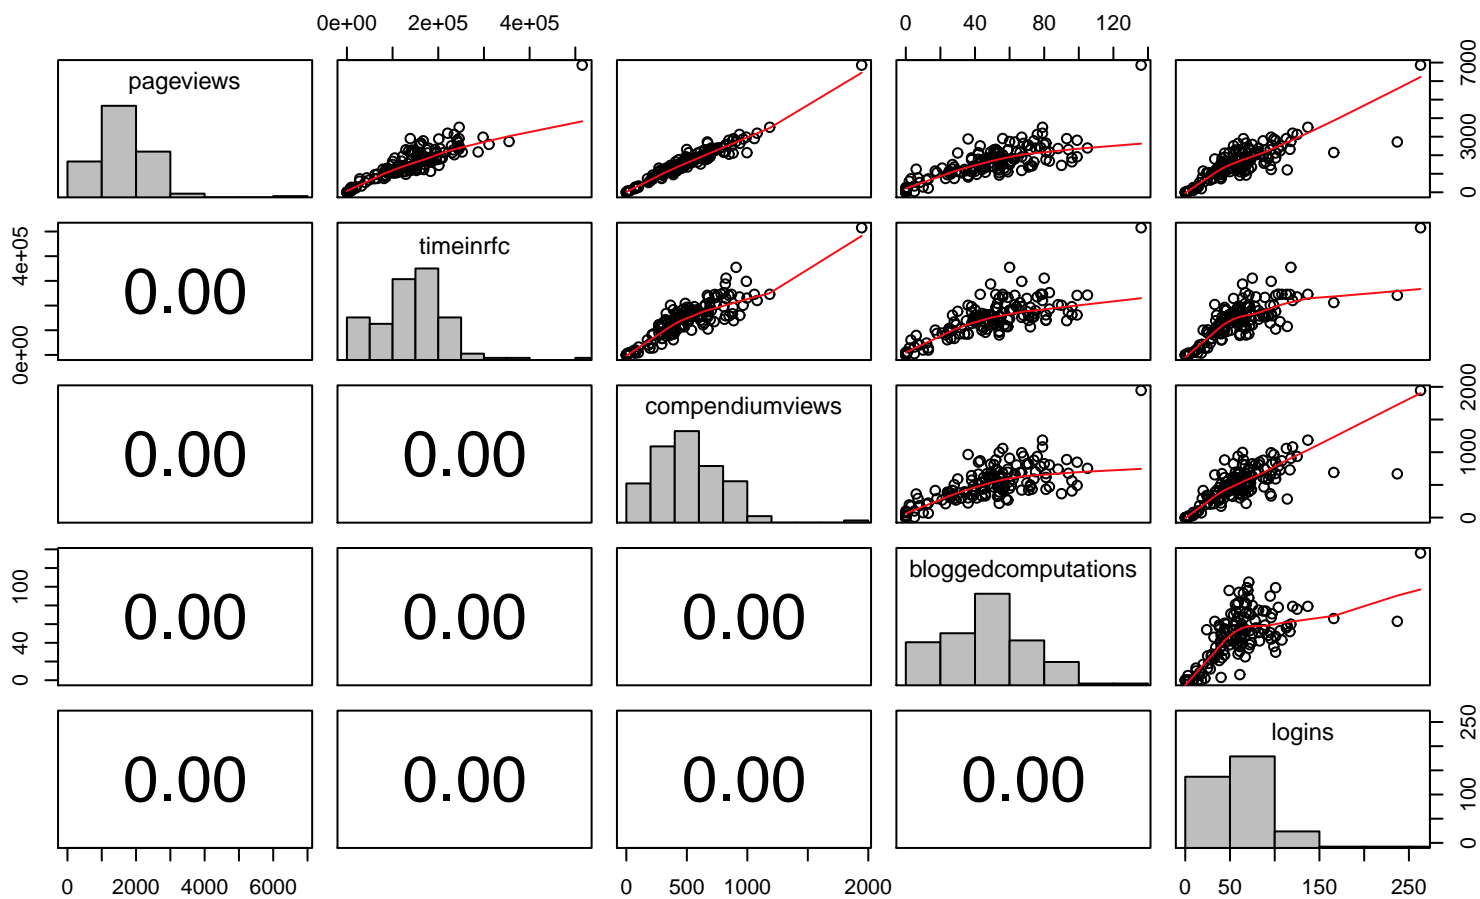 0e+00 2e+05 4e+05 0 40 80 120
pageviews
0 3000 7000
timeinrfc
0.00
0e+00 4e+05
compendiumviews
0.00 0.00
0 1000 2000
bloggedcomputations
0.00 0.00 0.00
0 40 100
logins
0.00 0.00 0.00 0.00
0 100 250
0 2000 4000 6000 0 500 1000 2000 0 50 150 250